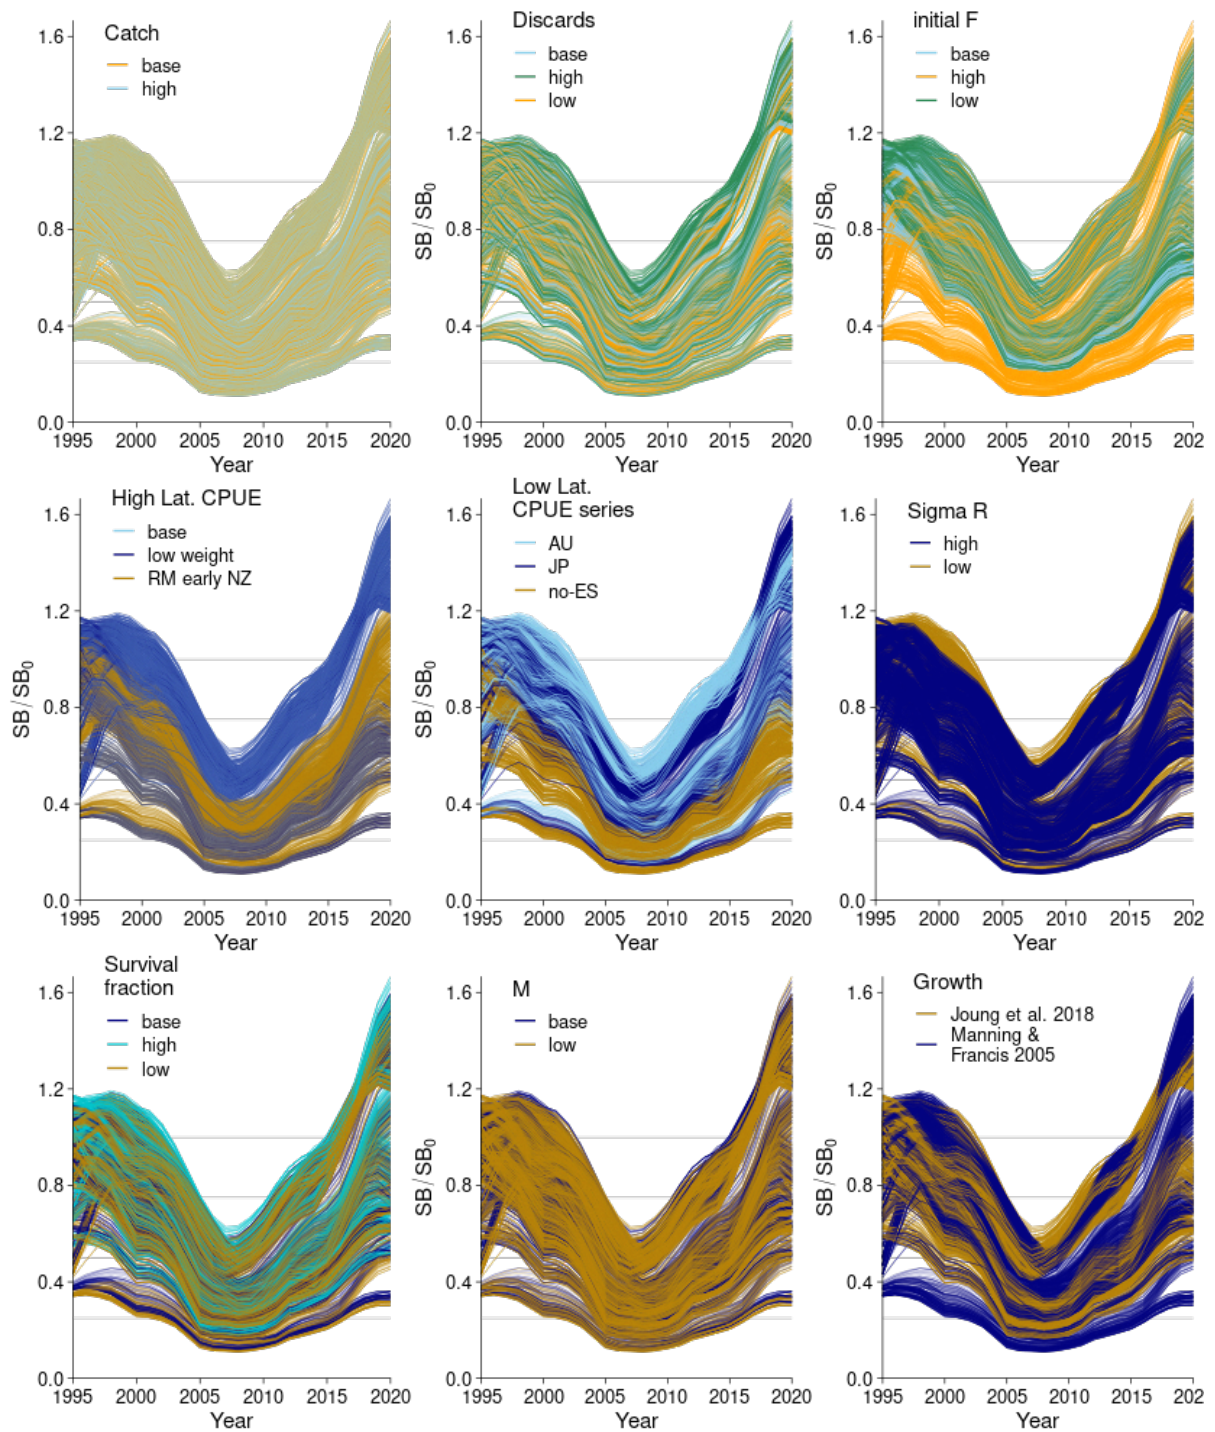 Catch
base
high
1.6
1.2
0.8
0.4
0.0
1995 2000 2005 2010 2015 2020
Year
Discards
base
high
low
SB/SB0
1.6
1.2
0.8
0.4
0.0
1995 2000 2005 2010 2015 2020
Year
initial F
base
high
low
SB/SB0
1.6
1.2
0.8
0.4
0.0
1995 2000 2005 2010 2015 202
Year
High Lat. CPUE
base
low weight
RM early NZ
SB/SB0
1.6
1.2
0.8
0.4
0.0
1995 2000 2005 2010 2015 2020
Year
Low Lat.
CPUE series
AU
JP
no-ES
1.6
1.2
0.8
0.4
0.0
1995 2000 2005 2010 2015 2020
Year
Sigma R
high
low
1.6
1.2
0.8
0.4
0.0
1995 2000 2005 2010 2015 202
Year
Survival
fraction
base
high
low
1.6
1.2
0.8
0.4
0.0
1995 2000 2005 2010 2015 2020
Year
M
base
low
SB/SB0
1.6
1.2
0.8
0.4
0.0
1995 2000 2005 2010 2015 2020
Year
Growth
Joung et al. 2018
Manning &
Francis 2005
SB/SB0
1.6
1.2
0.8
0.4
0.0
1995 2000 2005 2010 2015 202
Year